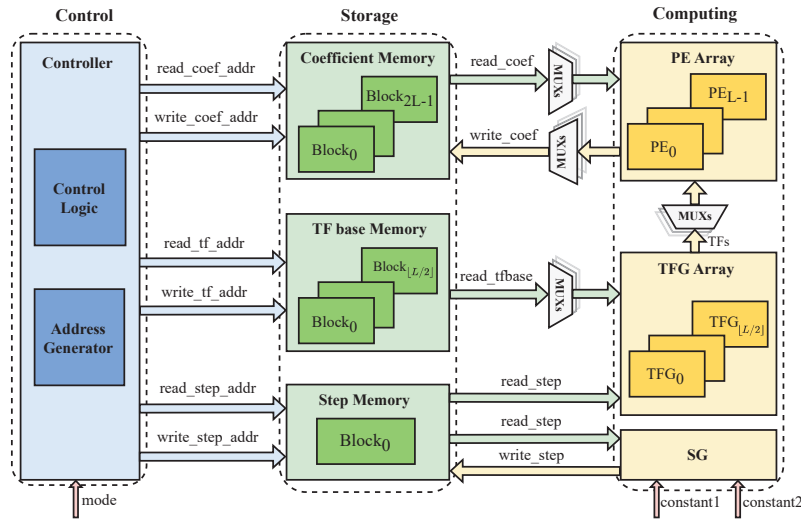 Control
Storage
Computing
Controller
Control
Logic
Address
Generator
mode
read_coef_addr
write_coef_addr
read_tf_addr
write_tf_addr
read_step_addr
write_step_addr
Coefficient Memory
Block2L-1
Block0
TF base Memory
Block⌊L/2⌋
Block0
Step Memory
Block0
read_coef
MUXs
write_coef
MUXs
read_tfbase
MUXs
read_step
read_step
write_step
PE Array
PEL-1
PE0
MUXs
TFs
TFG Array
TFG⌊L/2⌋
TFG0
SG
constant1
constant2